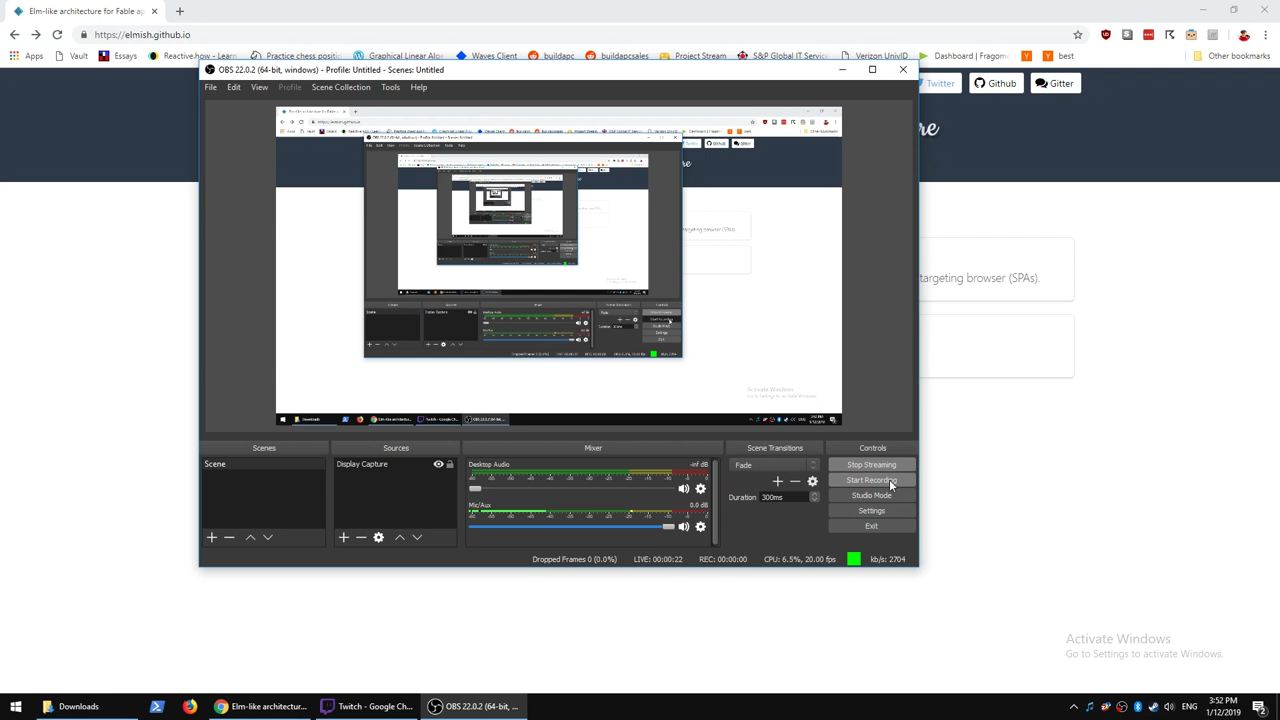 Elm-like architecture for Fable ap
https://elmish.github.io
Apps
Vault
Essays
Reactive.how - Learn
Practice chess positio
Graphical Linear Alge
Waves Client
buildapc
buildapcsales
Project Stream
S&P Global IT Service
Verizon UnivID
Dashboard | Fragom
best
best
Other bookmarks
Twitter
Github
Gitter
OBS 22.0.2 (64-bit, windows) - Profile: Untitled - Scenes: Untitled
File Edit View Profile Scene Collection Tools Help
targeting browser (SPAs).
Scenes
Sources
Mixer
Scene Transitions
Controls
Scene
Display Capture
Desktop Audio
-inf dB
Mic/Aux
0.0 dB
Fade
Duration 300ms
Stop Streaming
Start Recording
Studio Mode
Settings
Exit
Dropped Frames 0 (0.0%)
LIVE: 00:00:22
REC: 00:00:00
CPU: 6.5%, 20.00 fps
kb/s: 2704
Activate Windows
Go to Settings to activate Windows.
Downloads
Elm-like architectur...
Twitch - Google Ch...
OBS 22.0.2 (64-bit, ...
ENG
3:52 PM
1/12/2019
2